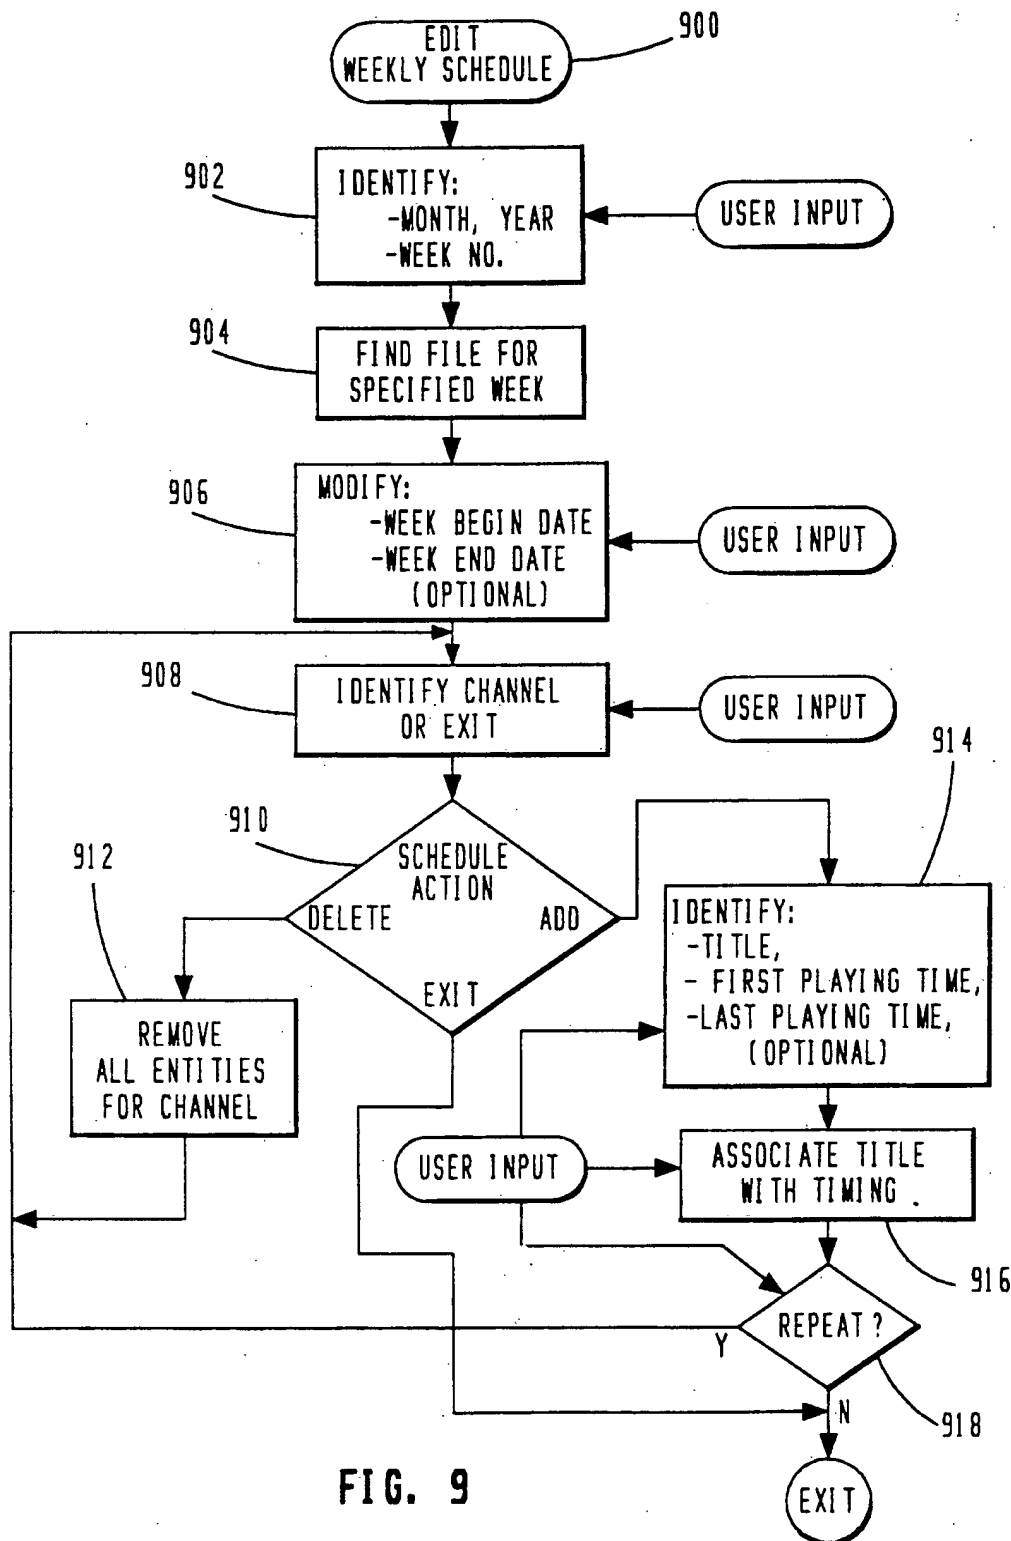 EDIT
WEEKLY SCHEDULE
900
902
IDENTIFY:
-MONTH, YEAR
-WEEK NO.
USER INPUT
904
FIND FILE FOR
SPECIFIED WEEK
906
MODIFY:
-WEEK BEGIN DATE
-WEEK END DATE
(OPTIONAL)
USER INPUT
908
IDENTIFY CHANNEL
OR EXIT
USER INPUT
910
SCHEDULE
ACTION
DELETE
ADD
EXIT
912
REMOVE
ALL ENTITIES
FOR CHANNEL
914
IDENTIFY:
-TITLE,
- FIRST PLAYING TIME,
-LAST PLAYING TIME,
(OPTIONAL)
USER INPUT
ASSOCIATE TITLE
WITH TIMING
916
REPEAT?
Y
N
918
EXIT
FIG. 9